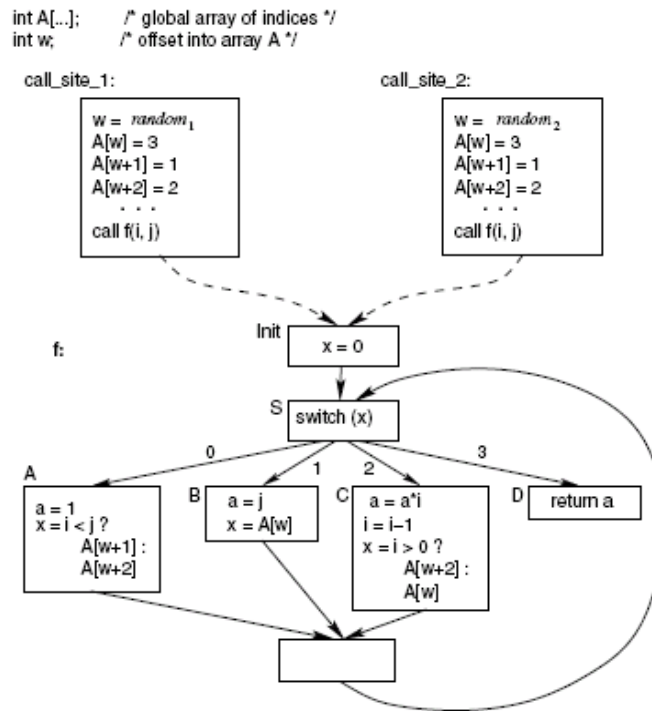 int A[...];        /* global array of indices */
int w;             /* offset into array A */
call_site_1:
w = random1
A[w] = 3
A[w+1] = 1
A[w+2] = 2
. . .
call f(i, j)
call_site_2:
w = random2
A[w] = 3
A[w+1] = 1
A[w+2] = 2
. . .
call f(i, j)
Init
x = 0
f:
S
switch (x)
0
1
2
3
A
a = 1
x = i < j ?
A[w+1] :
A[w+2]
B
a = j
x = A[w]
C
a = a*i
i = i–1
x = i > 0 ?
A[w+2] :
A[w]
D
return a